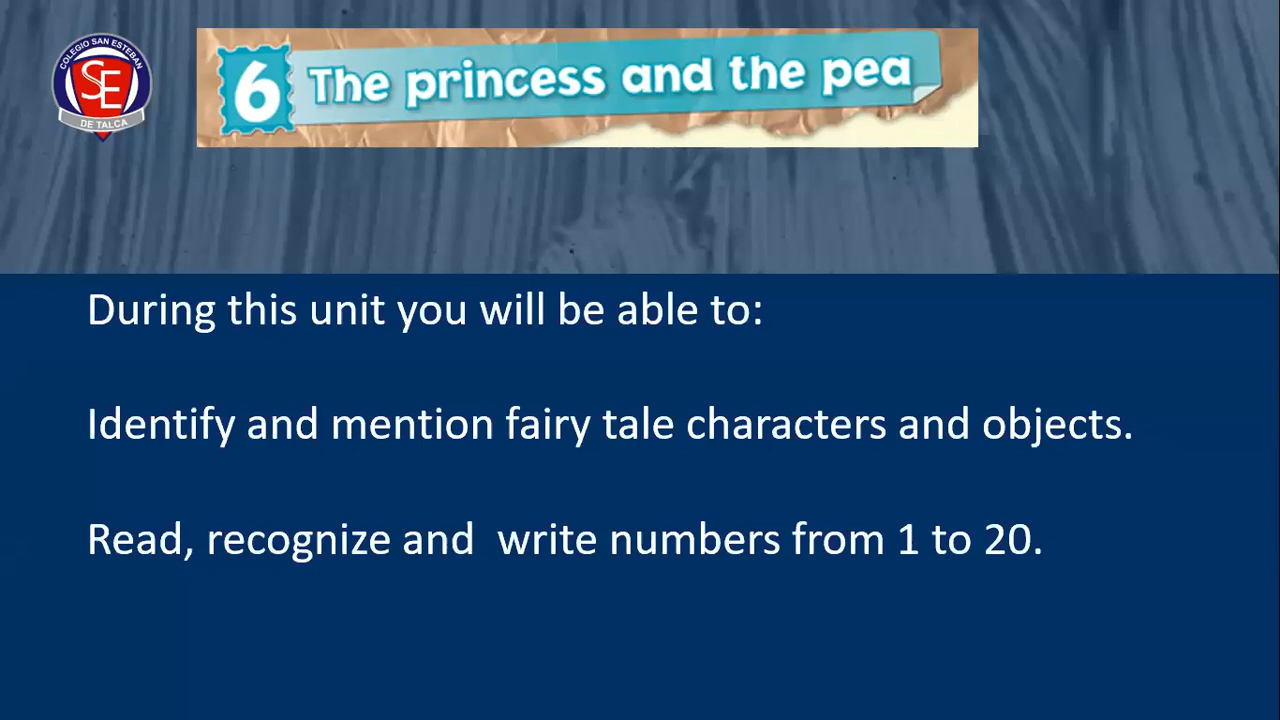 COLEGIO SAN ESTEBAN
SE
DE TALCA
6 The princess and the pea
During this unit you will be able to:
Identify and mention fairy tale characters and objects.
Read, recognize and  write numbers from 1 to 20.